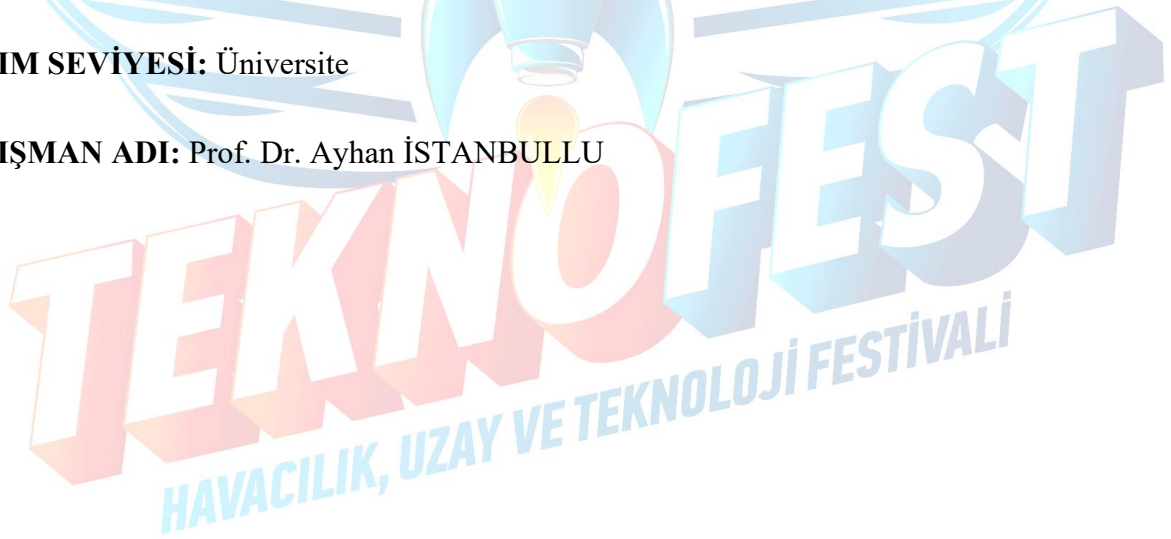 IM SEVİYESİ: Üniversite
IŞMAN ADI: Prof. Dr. Ayhan İSTANBULLU
TEKNOFEST
HAVACILIK, UZAY VE TEKNOLOJİ FESTİVALİ